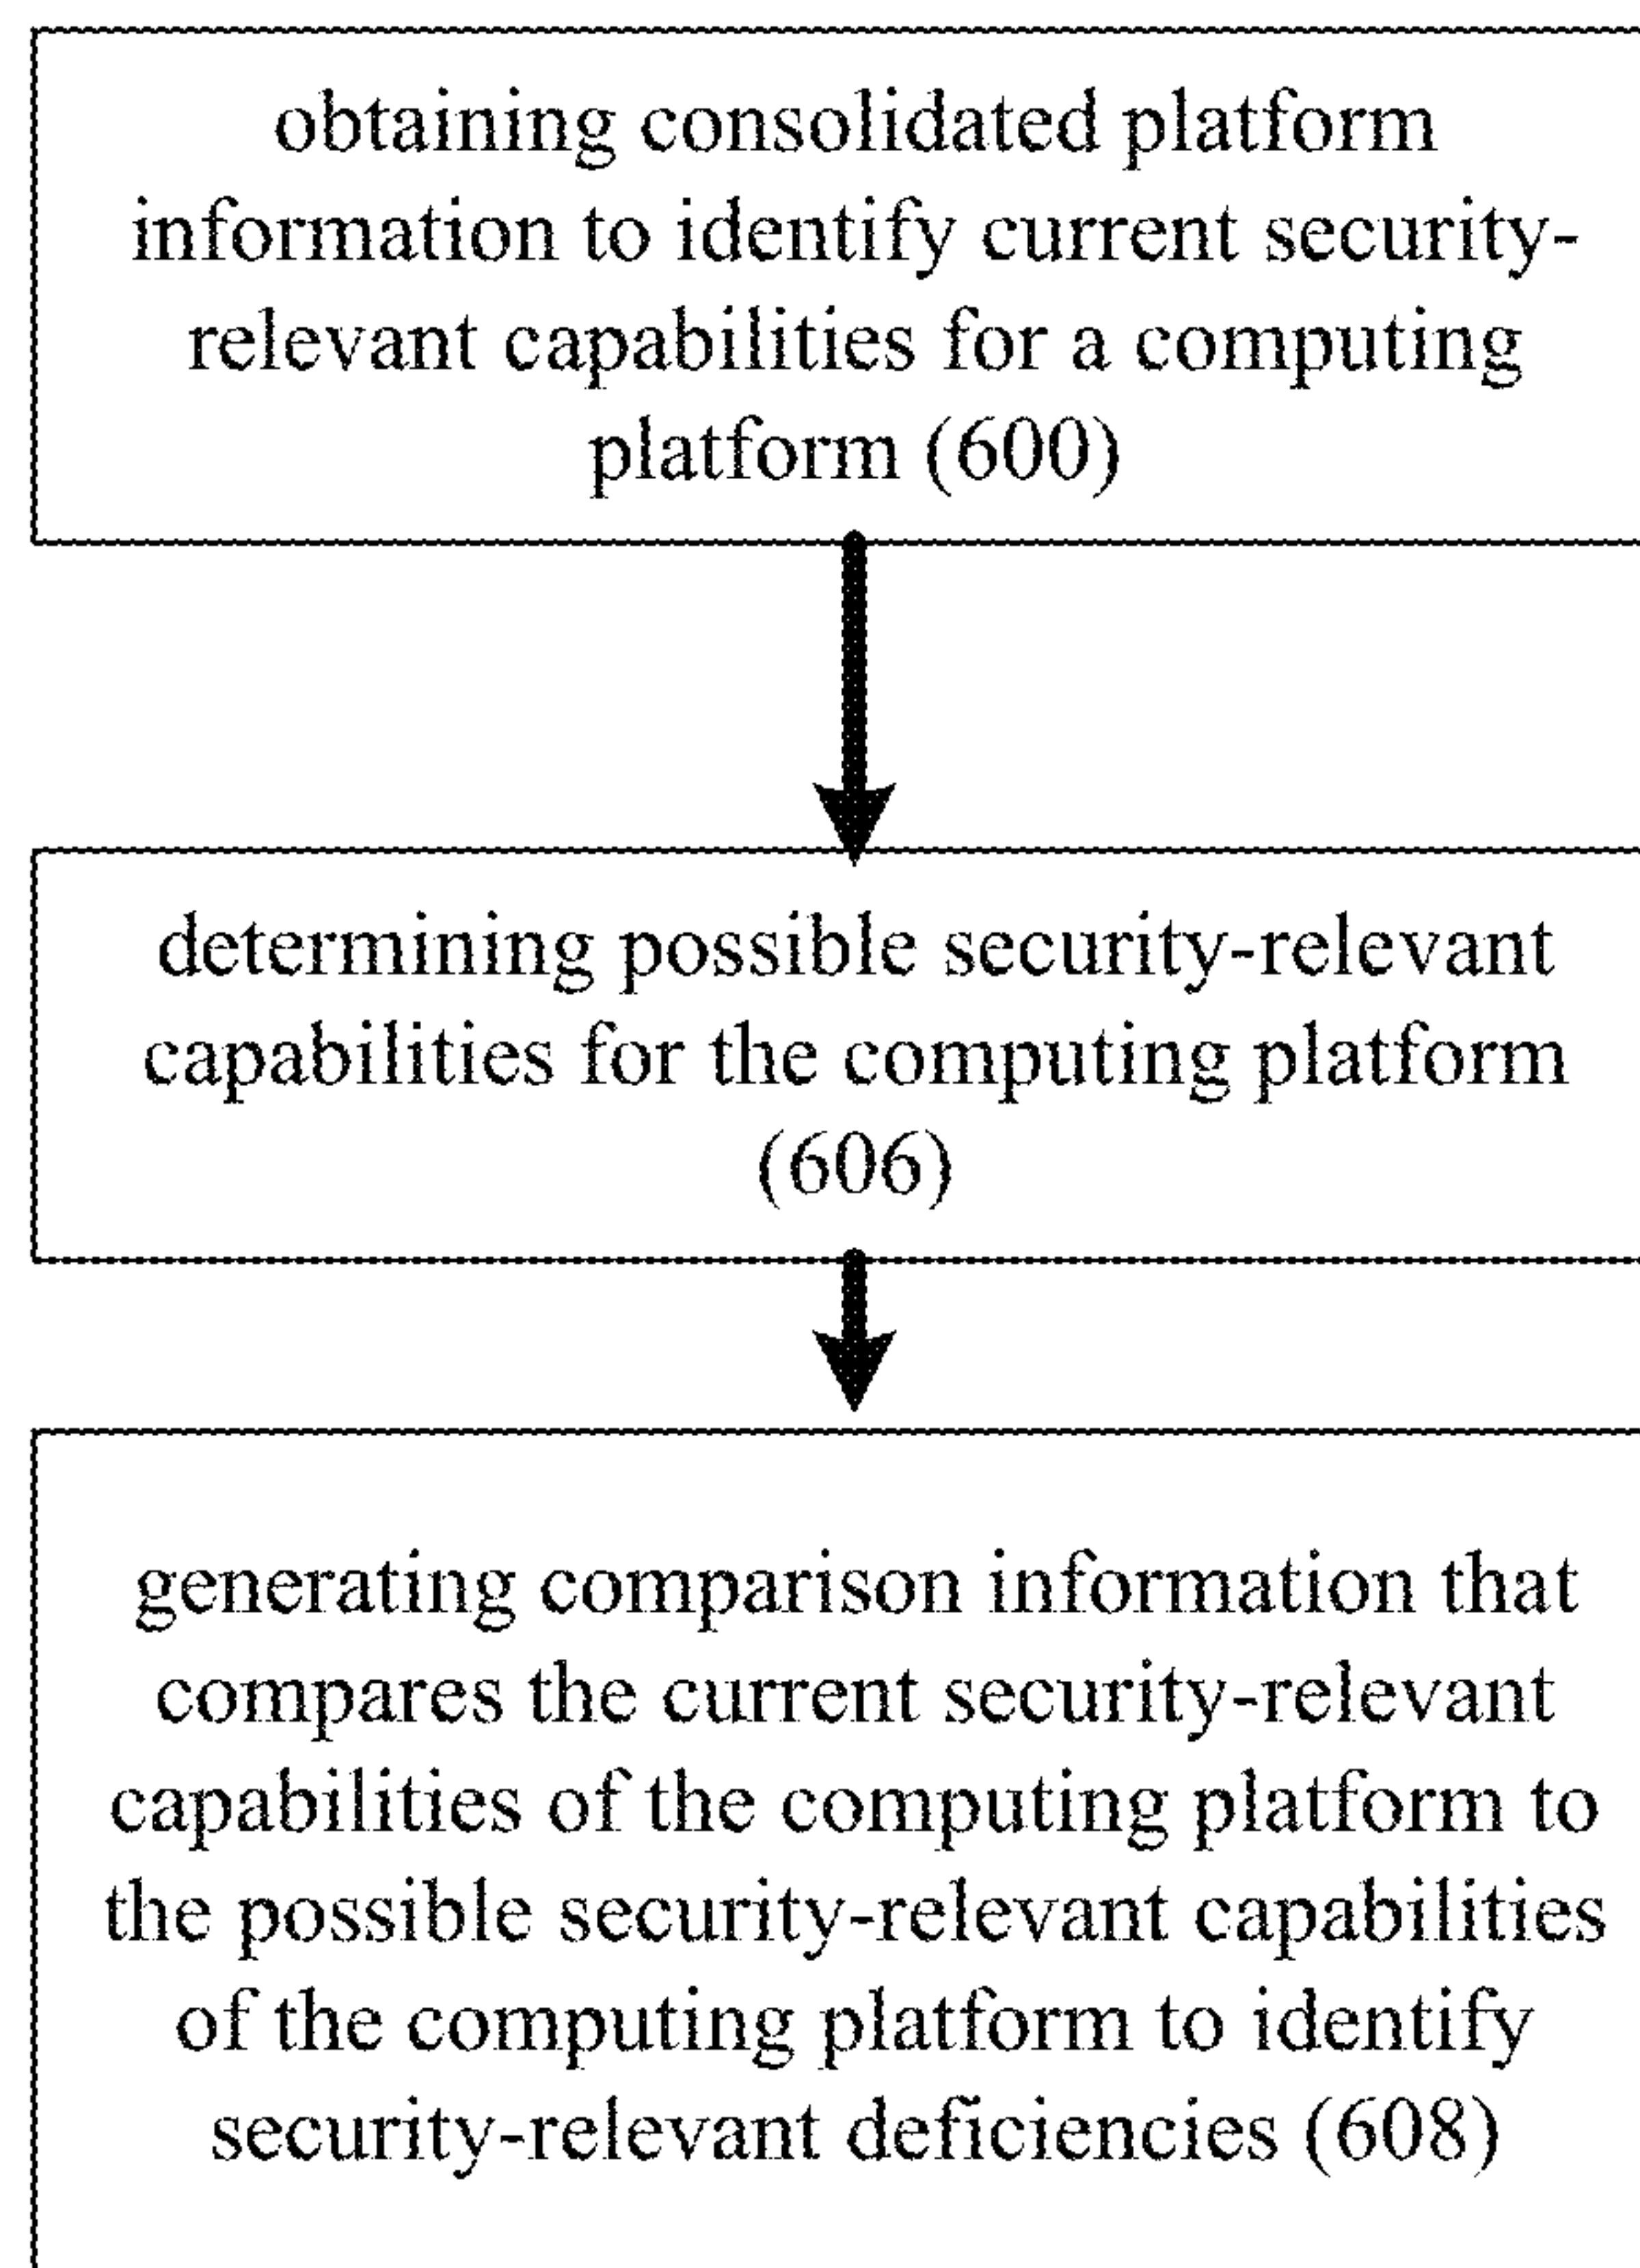 obtaining consolidated platform
information to identify current security-
relevant capabilities for a computing
platform (600)
determining possible security-relevant
capabilities for the computing platform
(606)
generating comparison information that
compares the current security-relevant
capabilities of the computing platform to
the possible security-relevant capabilities
of the computing platform to identify
security-relevant deficiencies (608)